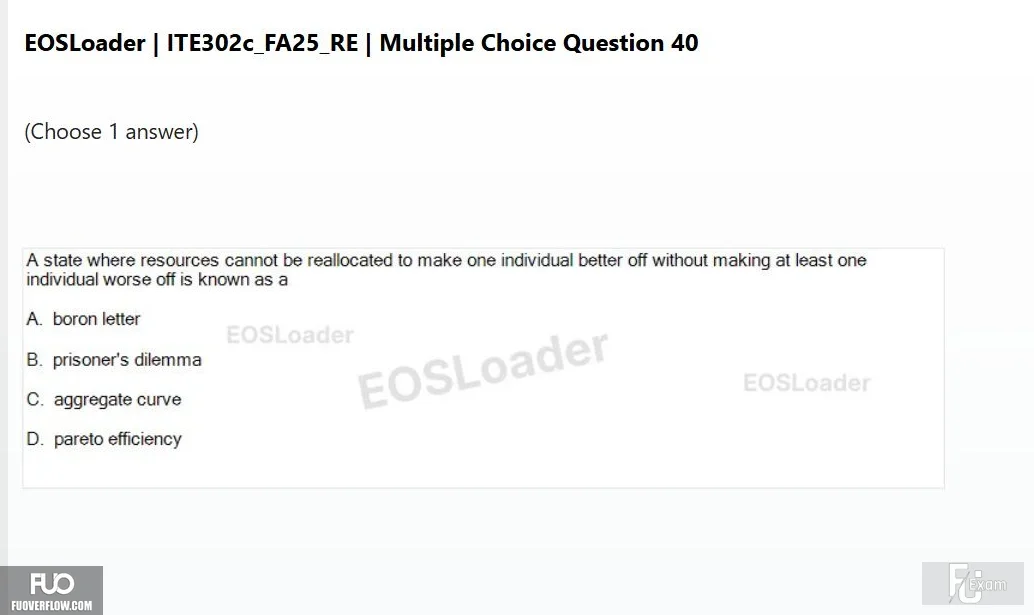 EOSLoader | ITE302c_FA25_RE | Multiple Choice Question 40
(Choose 1 answer)
A state where resources cannot be reallocated to make one individual better off without making at least one
individual worse off is known as a
A. boron letter
EOSLoader
B. prisoner's dilemma
EOSLoader
EOSLoader
C. aggregate curve
D. pareto efficiency
FUO
FUOVERFLOW.COM
FU Exam